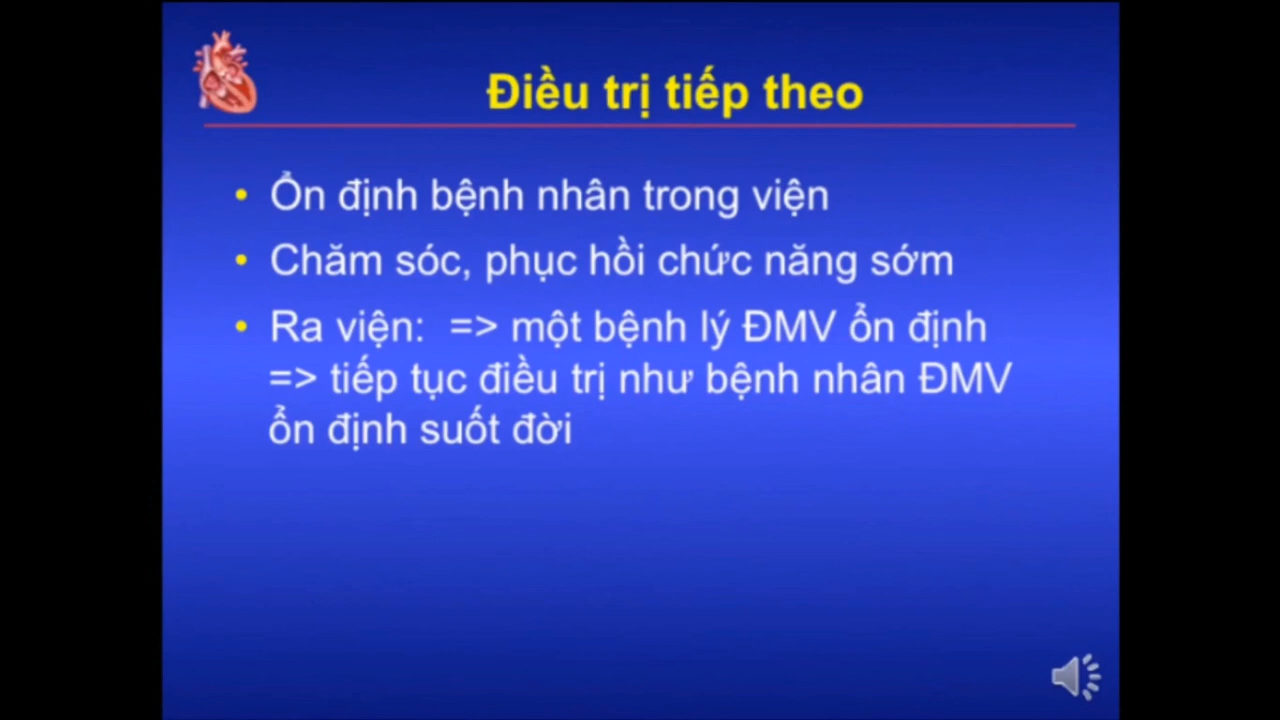 Điều trị tiếp theo
• Ổn định bệnh nhân trong viện
• Chăm sóc, phục hồi chức năng sớm
• Ra viện: => một bệnh lý ĐMV ổn định
=> tiếp tục điều trị như bệnh nhân ĐMV
ổn định suốt đời